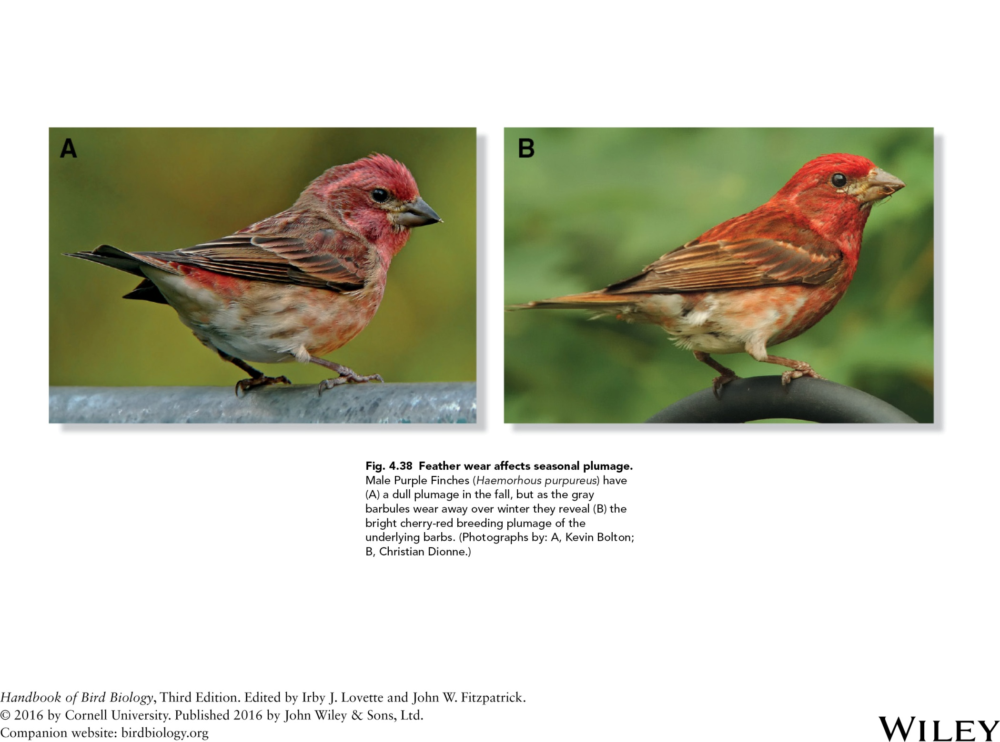 A
B
Fig. 4.38 Feather wear affects seasonal plumage.
Male Purple Finches (Haemorhous purpureus) have
(A) a dull plumage in the fall, but as the gray
barbules wear away over winter they reveal (B) the
bright cherry-red breeding plumage of the
underlying barbs. (Photographs by: A, Kevin Bolton;
B, Christian Dionne.)
Handbook of Bird Biology, Third Edition. Edited by Irby J. Lovette and John W. Fitzpatrick.
© 2016 by Cornell University. Published 2016 by John Wiley & Sons, Ltd.
Companion website: birdbiology.org
WILEY